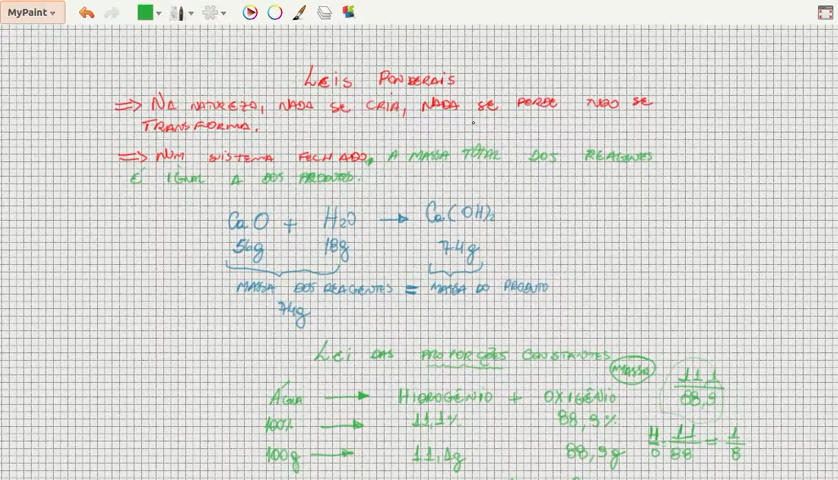 MyPaint
LEIS PONDERAIS
=> NA NATUREZA, NADA SE CRIA, NADA SE PERDE TUDO SE
TRANSFORMA.
=> NUM SISTEMA FECHADO, A MASSA TOTAL DOS REAGENTES
É IGUAL A DOS PRODUTOS.
CaO + H2O → Ca(OH)2
56g 18g 74g
MASSA DOS REAGENTES = MASSA DO PRODUTO
74g
LEI DAS PROPORÇÕES CONSTANTES
MASSA
11,1
88,9
ÁGUA → HIDROGÊNIO + OXIGÊNIO
100% → 11,1% 88,9%
H/O = 11/88 = 1/8
100g → 11,1g 88,9g